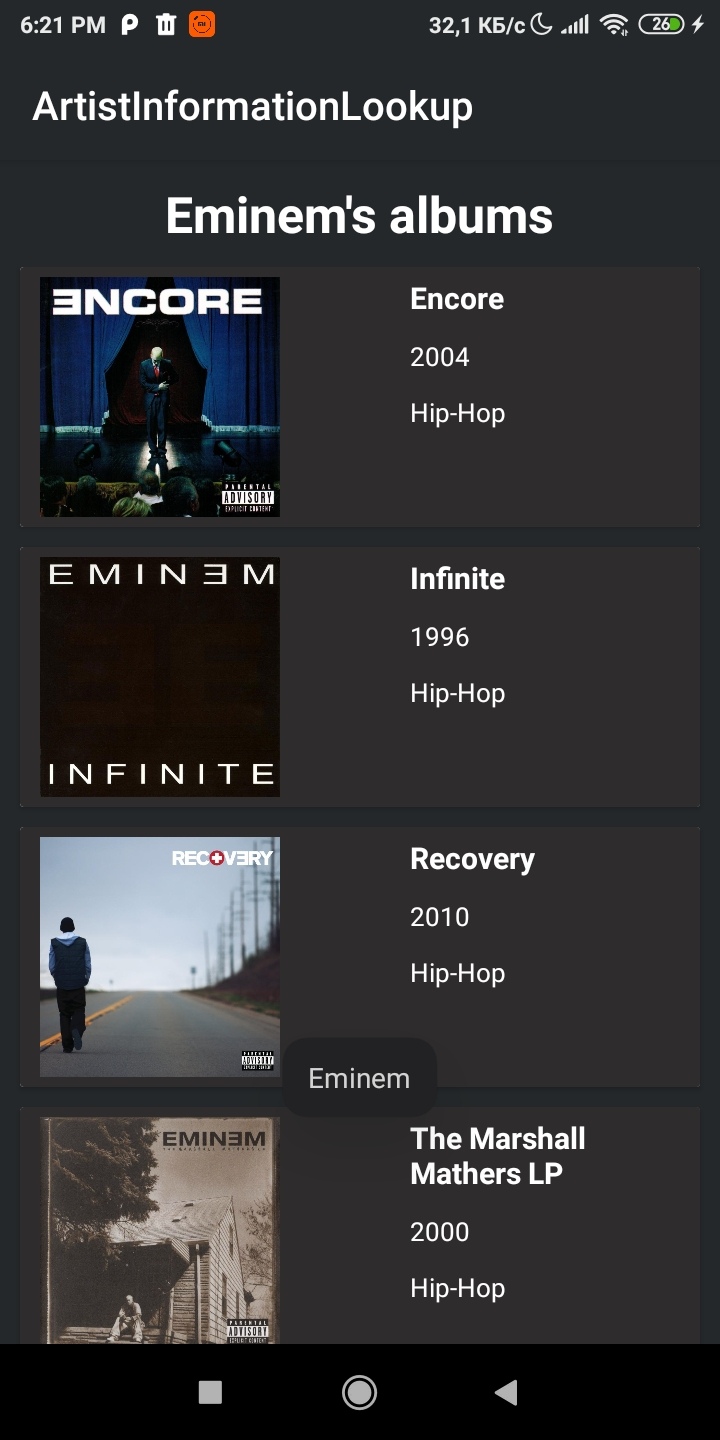 6:21 PM 32,1 КБ/с 26
ArtistInformationLookup
Eminem's albums
ƎNCORE
PARENTAL
ADVISORY
EXPLICIT CONTENT
Encore
2004
Hip-Hop
EMINƎM
INFINITE
Infinite
1996
Hip-Hop
RECOVƎRY
PARENTAL
ADVISORY
EXPLICIT CONTENT
Recovery
2010
Hip-Hop
Eminem
EMINƎM
THE MARSHALL MATHERS LP
PARENTAL
ADVISORY
EXPLICIT CONTENT
The Marshall
Mathers LP
2000
Hip-Hop